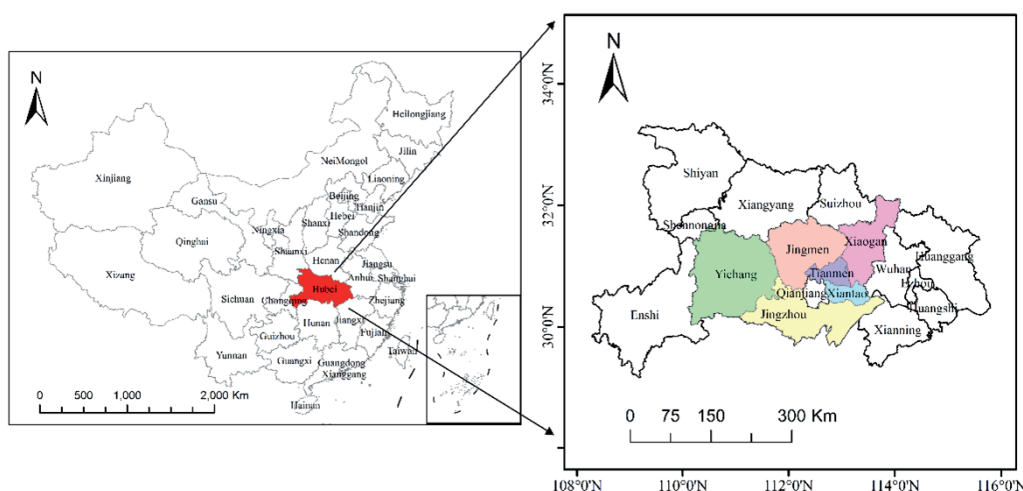 N
Heilongjiang
Jilin
NeiMongol
Liaoning
Xinjiang
Beijing
Tianjin
Gansu
Hebei
Shanxi
Ningxia
Shandong
Qinghai
Shaanxi
Henan
Jiangsu
Xizang
Anhui
Shanghai
Hubei
Sichuan
Chongqing
Zhejiang
Hunan
Jiangxi
Guizhou
Fujian
Yunnan
Taiwan
Guangxi
Guangdong
Xianggang
Hainan
0 500 1,000 2,000 Km
N
34°0'N
32°0'N
30°0'N
Shiyan
Xiangyang
Suizhou
Shennongjia
Jingmen
Xiaogan
Huanggang
Yichang
Tianmen
Wuhan
Qianjiang
Xiantao
Ezhou
Huangshi
Enshi
Jingzhou
Xianning
0 75 150 300 Km
108°0'N 110°0'N 112°0'N 114°0'N 116°0'N